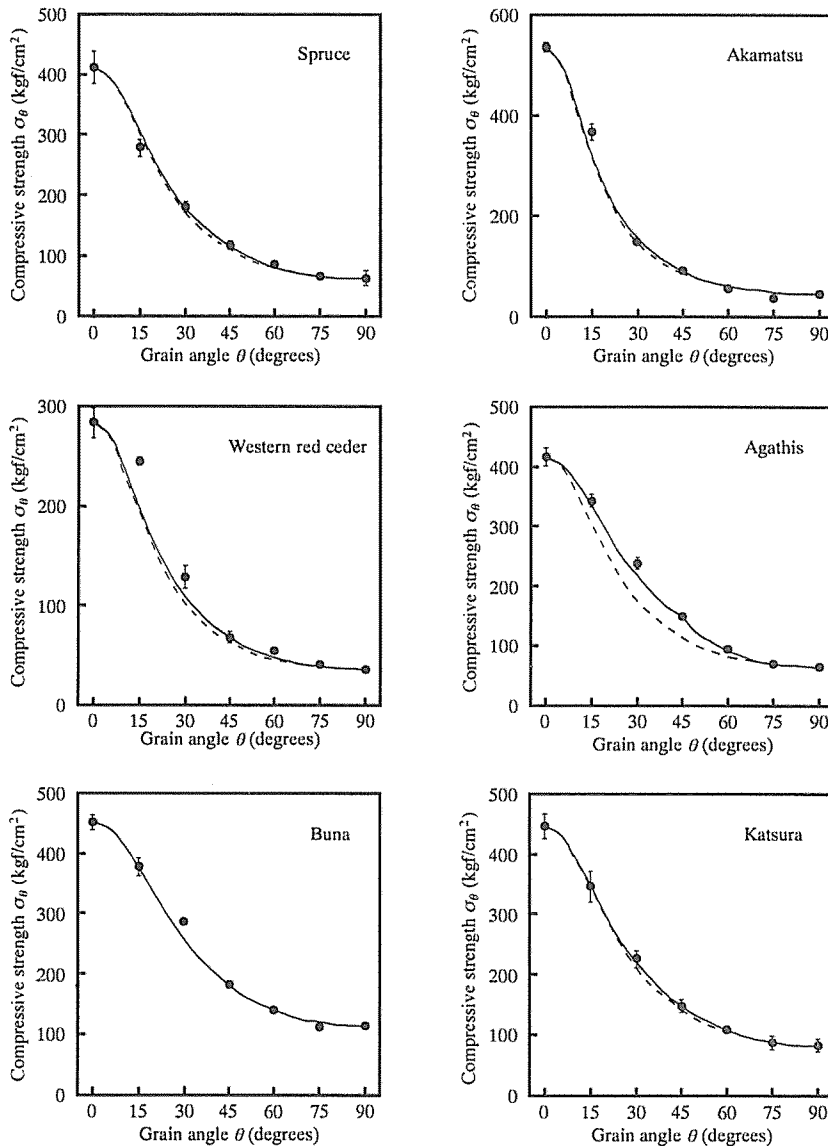 Spruce
Compressive strength σθ (kgf/cm²)
500
400
300
200
100
0
0 15 30 45 60 75 90
Grain angle θ (degrees)
Akamatsu
Compressive strength σθ (kgf/cm²)
600
400
200
0
0 15 30 45 60 75 90
Grain angle θ (degrees)
Western red ceder
Compressive strength σθ (kgf/cm²)
300
200
100
0
0 15 30 45 60 75 90
Grain angle θ (degrees)
Agathis
Compressive strength σθ (kgf/cm²)
500
400
300
200
100
0
0 15 30 45 60 75 90
Grain angle θ (degrees)
Buna
Compressive strength σθ (kgf/cm²)
500
400
300
200
100
0
0 15 30 45 60 75 90
Grain angle θ (degrees)
Katsura
Compressive strength σθ (kgf/cm²)
500
400
300
200
100
0
0 15 30 45 60 75 90
Grain angle θ (degrees)